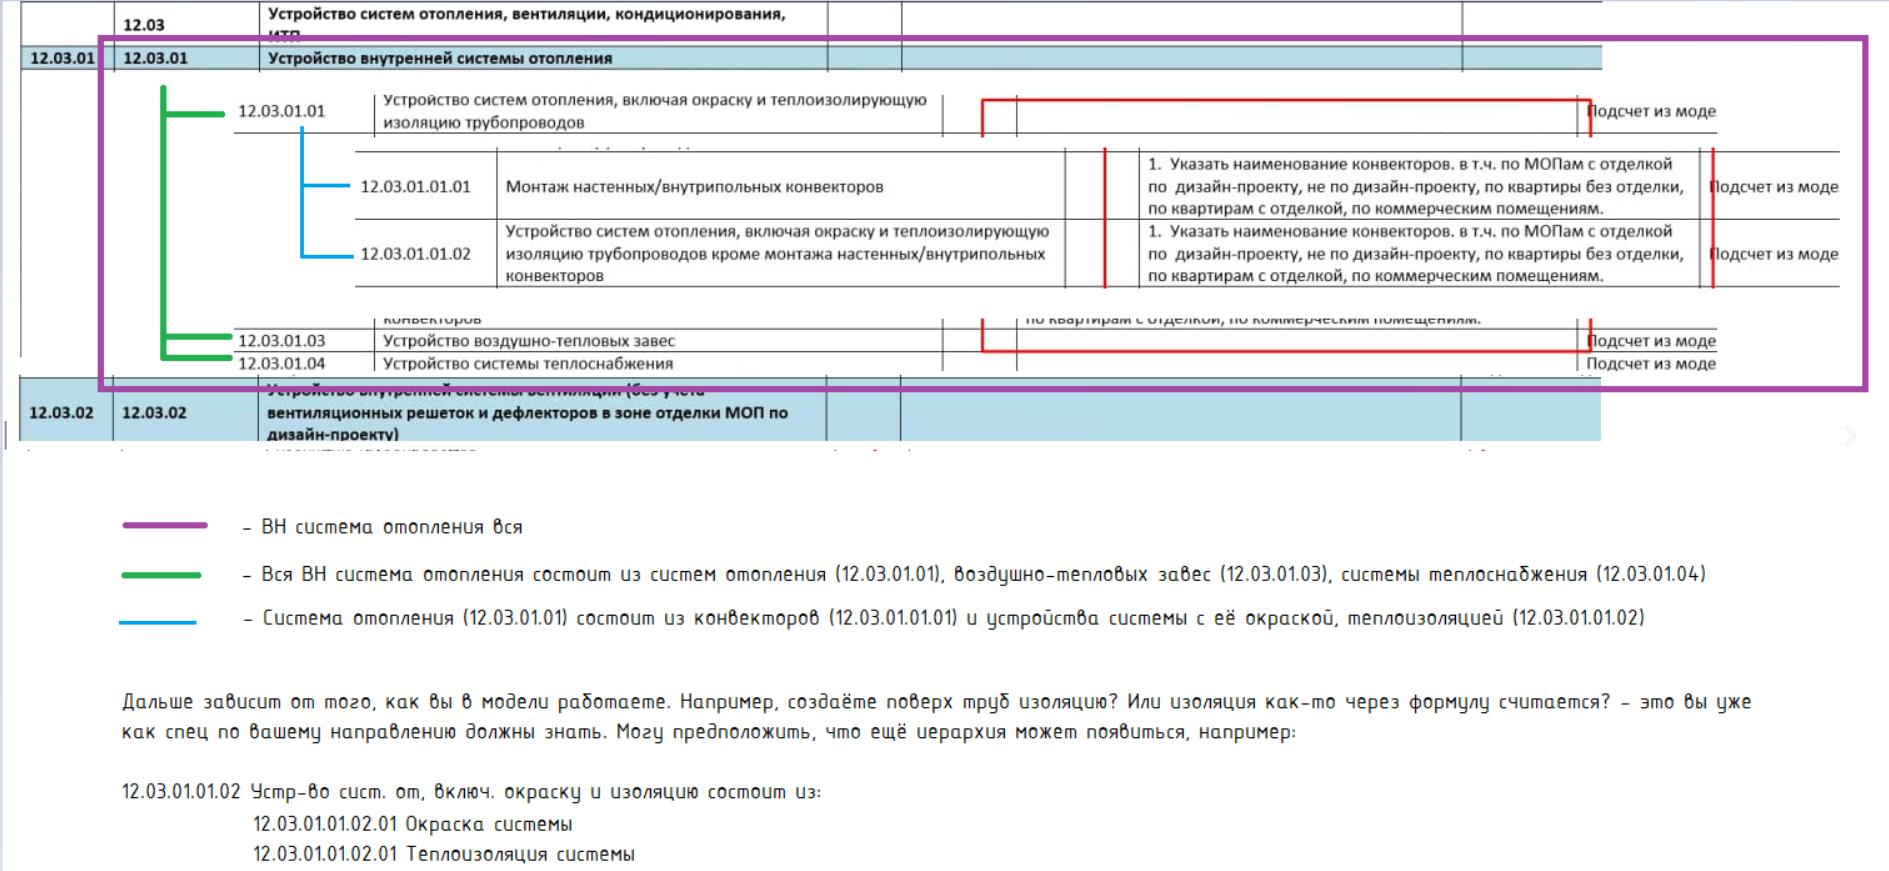 12.03 Устройство систем отопления, вентиляции, кондиционирования,
ИТП
12.03.01 12.03.01 Устройство внутренней системы отопления
12.03.01.01 Устройство систем отопления, включая окраску и теплоизолирующую
изоляцию трубопроводов
Подсчет из моде
12.03.01.01.01 Монтаж настенных/внутрипольных конвекторов
1. Указать наименование конвекторов. в т.ч. по МОПам с отделкой
по дизайн-проекту, не по дизайн-проекту, по квартиры без отделки,
по квартирам с отделкой, по коммерческим помещениям.
Подсчет из моде
12.03.01.01.02 Устройство систем отопления, включая окраску и теплоизолирующую
изоляцию трубопроводов кроме монтажа настенных/внутрипольных
конвекторов
1. Указать наименование конвекторов. в т.ч. по МОПам с отделкой
по дизайн-проекту, не по дизайн-проекту, по квартиры без отделки,
по квартирам с отделкой, по коммерческим помещениям.
Подсчет из моде
конвекторов по квартирам с отделкой, по коммерческим помещениям.
12.03.01.03 Устройство воздушно-тепловых завес Подсчет из моде
12.03.01.04 Устройство системы теплоснабжения Подсчет из моде
12.03.02 12.03.02 Устройство внутренней системы вентиляции (без учета
вентиляционных решеток и дефлекторов в зоне отделки МОП по
дизайн-проекту)
– ВН система отопления вся
– Вся ВН система отопления состоит из систем отопления (12.03.01.01), воздушно-тепловых завес (12.03.01.03), системы теплоснабжения (12.03.01.04)
– Система отопления (12.03.01.01) состоит из конвекторов (12.03.01.01.01) и устройства системы с её окраской, теплоизоляцией (12.03.01.01.02)
Дальше зависит от того, как вы в модели работаете. Например, создаёте поверх труб изоляцию? Или изоляция как-то через формулу считается? – это вы уже
как спец по вашему направлению должны знать. Могу предположить, что ещё иерархия может появиться, например:
12.03.01.01.02 Устр-во сист. от, включ. окраску и изоляцию состоит из:
12.03.01.01.02.01 Окраска системы
12.03.01.01.02.01 Теплоизоляция системы